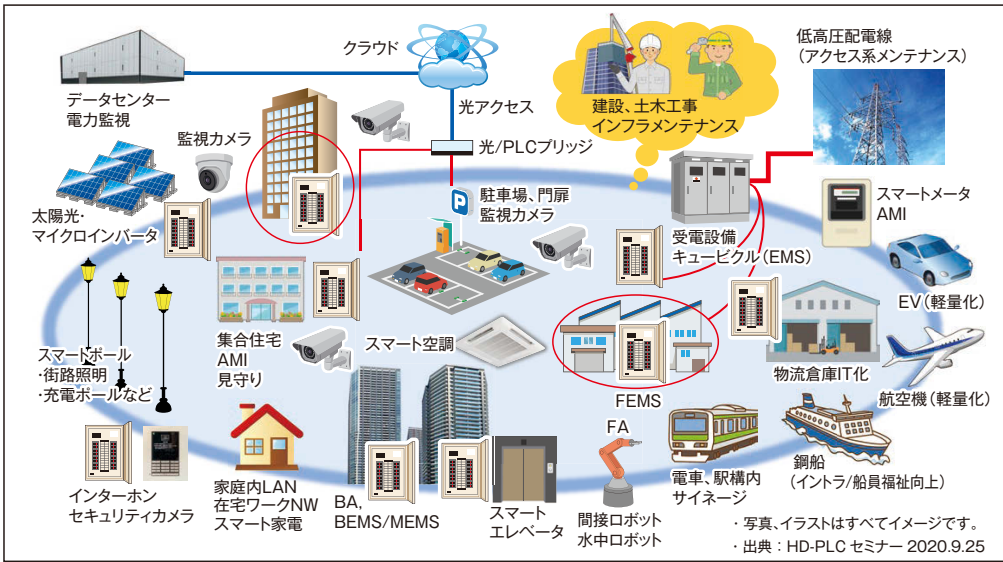 クラウド
データセンター
電力監視
光アクセス
光/PLCブリッジ
建設、土木工事
インフラメンテナンス
低高圧配電線
(アクセス系メンテナンス)
監視カメラ
太陽光・
マイクロインバータ
駐車場、門扉
監視カメラ
受電設備
キュービクル(EMS)
スマートメータ
AMI
EV(軽量化)
スマートポール
・街路照明
・充電ポールなど
集合住宅
AMI
見守り
スマート空調
FEMS
物流倉庫IT化
航空機(軽量化)
インターホン
セキュリティカメラ
家庭内LAN
在宅ワークNW
スマート家電
BA,
BEMS/MEMS
スマート
エレベータ
FA
間接ロボット
水中ロボット
電車、駅構内
サイネージ
鋼船
(イントラ/船員福祉向上)
・写真、イラストはすべてイメージです。
・出典：HD-PLC セミナー 2020.9.25
P